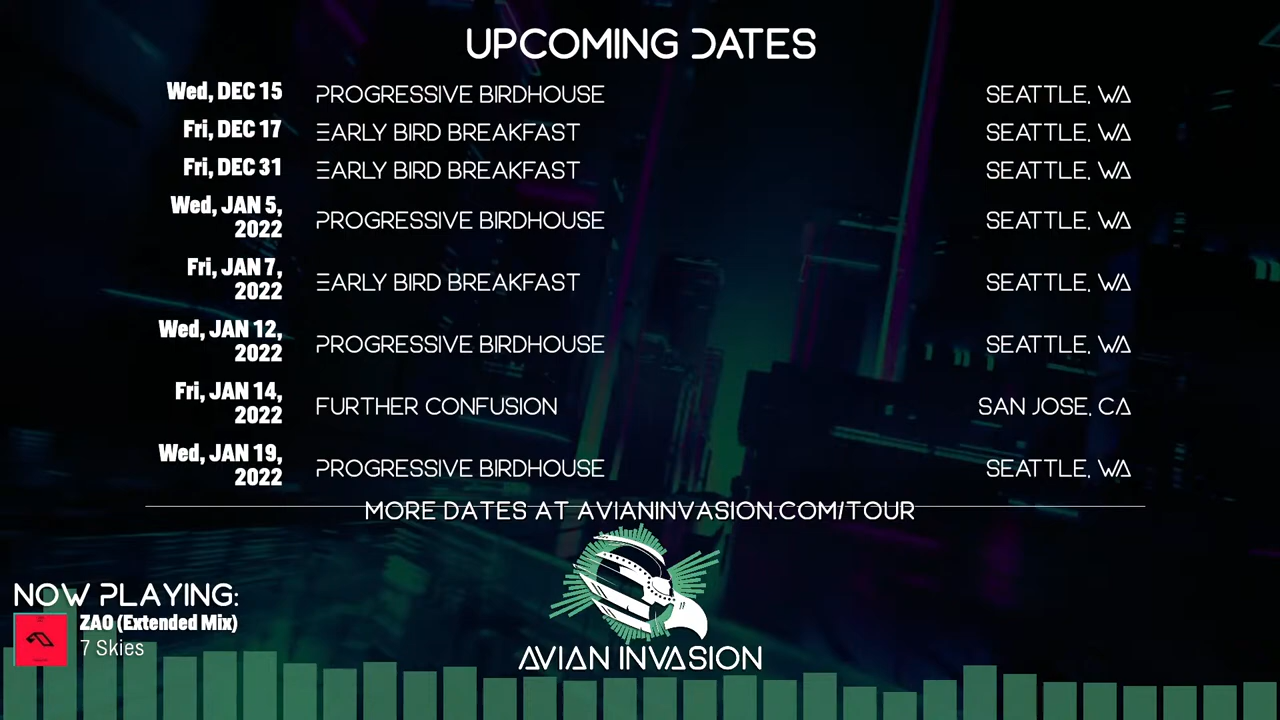 UPCOMING DATES
Wed, DEC 15 PROGRESSIVE BIRDHOUSE SEATTLE, WA
Fri, DEC 17 EARLY BIRD BREAKFAST SEATTLE, WA
Fri, DEC 31 EARLY BIRD BREAKFAST SEATTLE, WA
Wed, JAN 5, 2022 PROGRESSIVE BIRDHOUSE SEATTLE, WA
Fri, JAN 7, 2022 EARLY BIRD BREAKFAST SEATTLE, WA
Wed, JAN 12, 2022 PROGRESSIVE BIRDHOUSE SEATTLE, WA
Fri, JAN 14, 2022 FURTHER CONFUSION SAN JOSE, CA
Wed, JAN 19, 2022 PROGRESSIVE BIRDHOUSE SEATTLE, WA
MORE DATES AT AVIANINVASION.COM/TOUR
NOW PLAYING:
ZAO (Extended Mix)
7 Skies
AVIAN INVASION